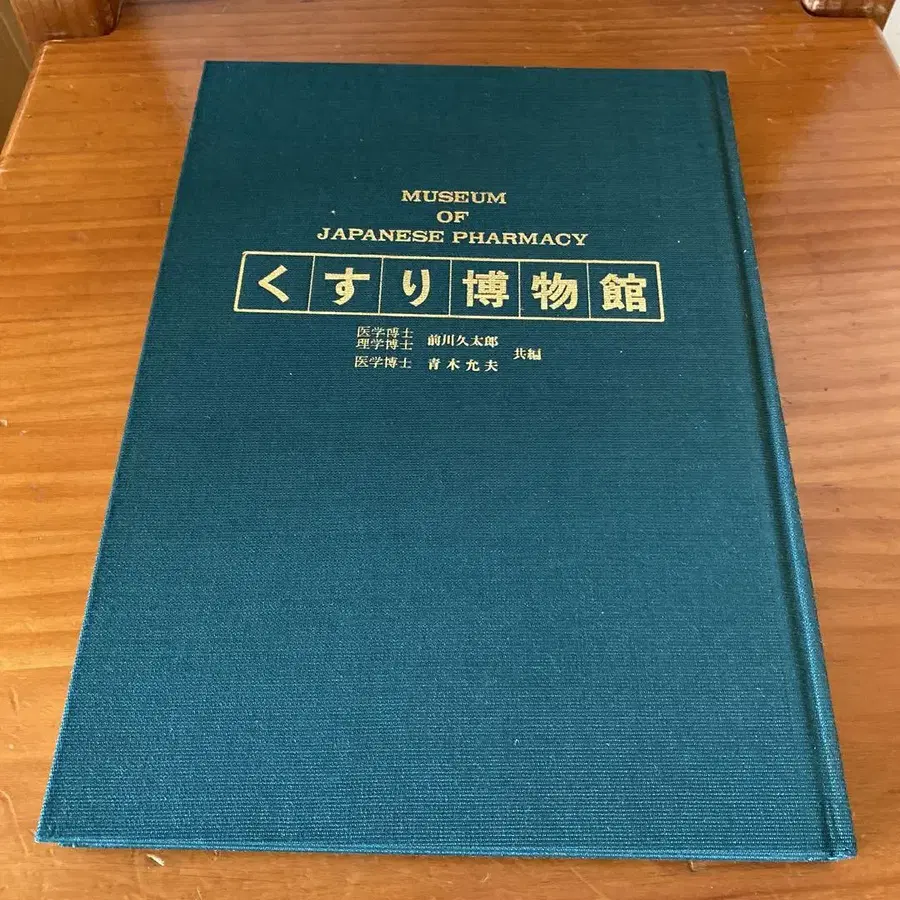 MUSEUM
OF
JAPANESE PHARMACY
くすり博物館
医学博士
理学博士 前川久太郎
医学博士 青木允夫 共編